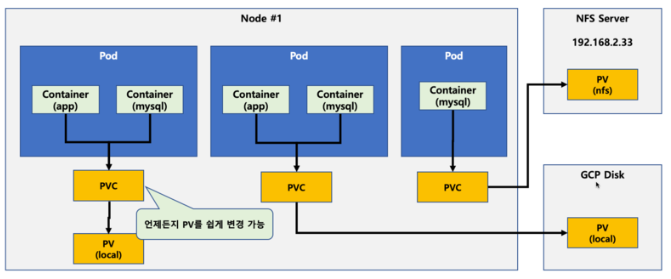 Node #1
Pod
Container
(app)
Container
(mysql)
PVC
PV
(local)
언제든지 PV를 쉽게 변경 가능
Pod
Container
(app)
Container
(mysql)
PVC
Pod
Container
(mysql)
PVC
NFS Server
192.168.2.33
PV
(nfs)
GCP Disk
PV
(local)